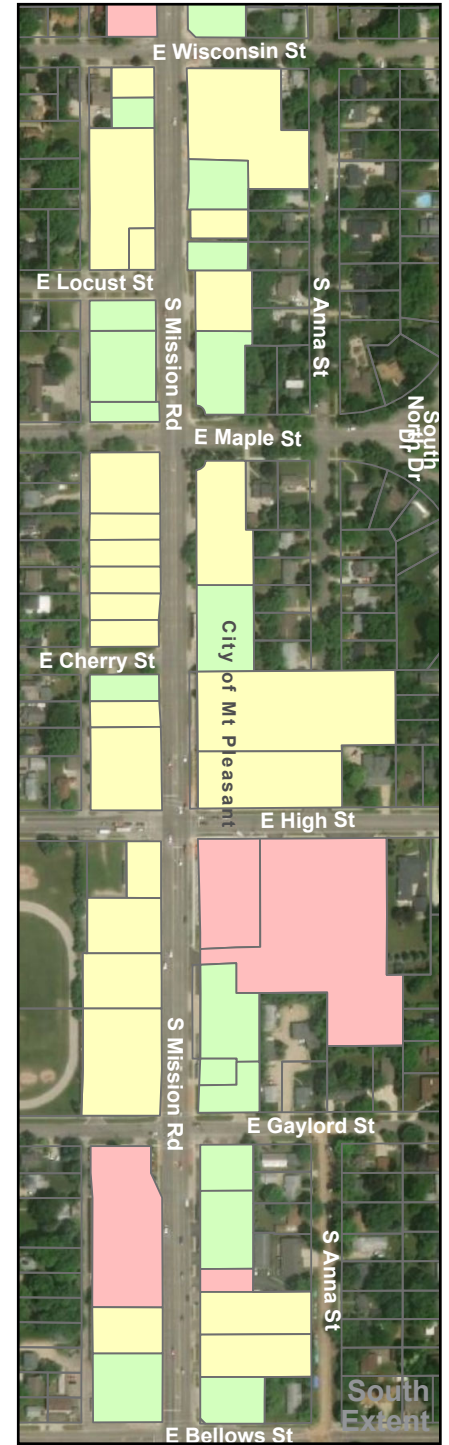 E Wisconsin St
E Locust St
S Mission Rd
S Anna St
E Maple St
South Dr
North Dr
E Cherry St
City of Mt Pleasant
E High St
S Mission Rd
E Gaylord St
S Anna St
South
Extent
E Bellows St